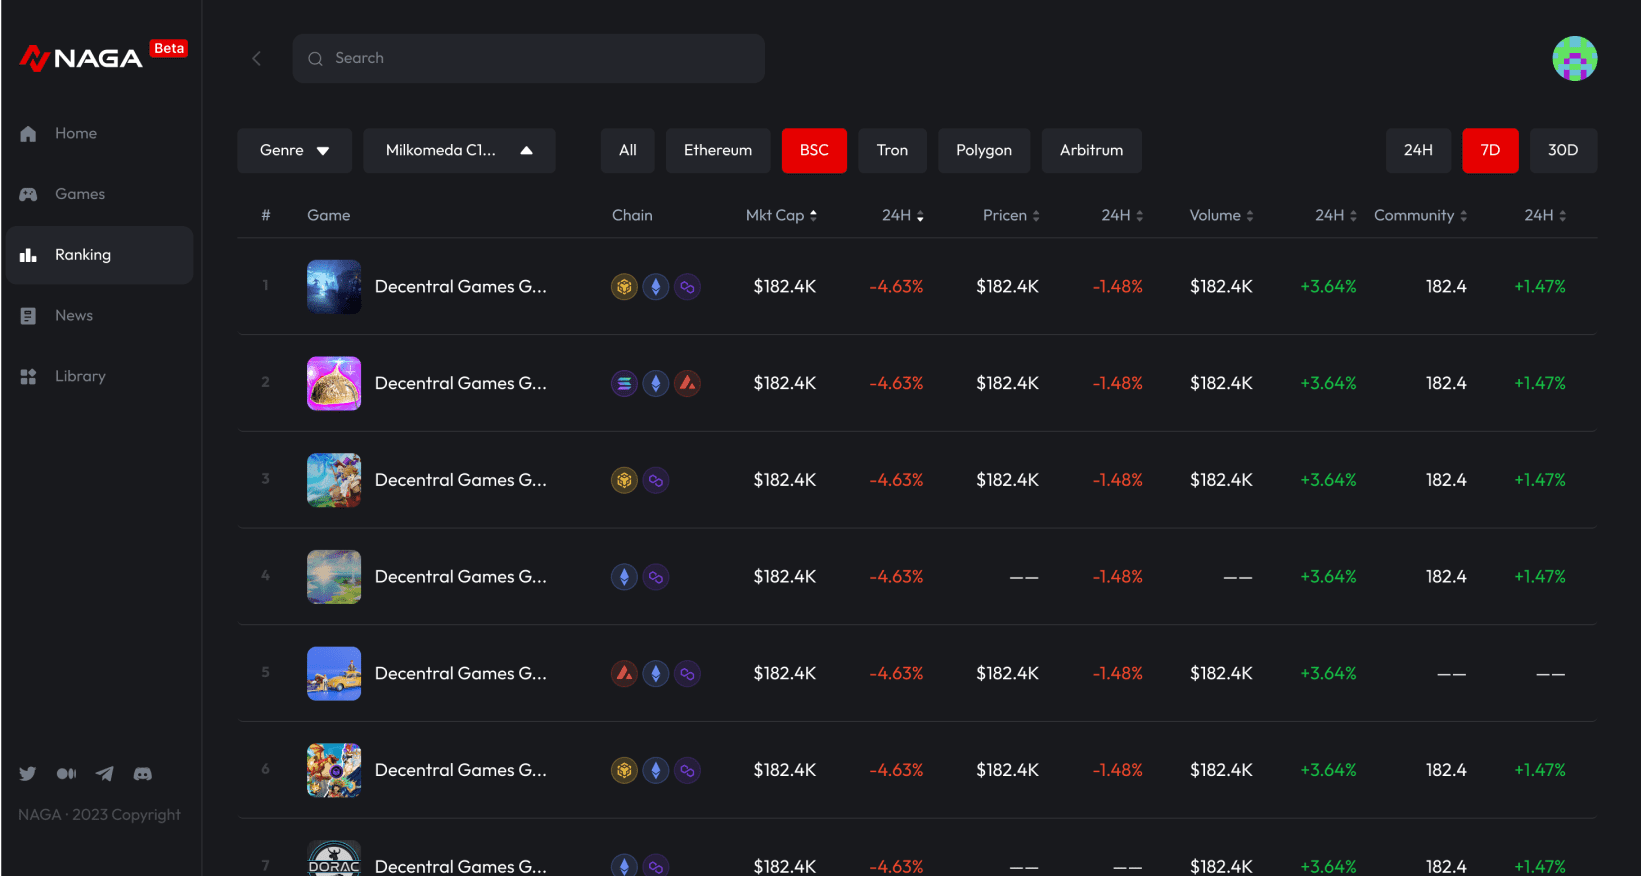 NAGA Beta
Search
Home
Games
Ranking
News
Library
Genre Milkomeda C1... All Ethereum BSC Tron Polygon Arbitrum 24H 7D 30D
# Game Chain Mkt Cap 24H Pricen 24H Volume 24H Community 24H
1 Decentral Games G... $182.4K -4.63% $182.4K -1.48% $182.4K +3.64% 182.4 +1.47%
2 Decentral Games G... $182.4K -4.63% $182.4K -1.48% $182.4K +3.64% 182.4 +1.47%
3 Decentral Games G... $182.4K -4.63% $182.4K -1.48% $182.4K +3.64% 182.4 +1.47%
4 Decentral Games G... $182.4K -4.63% —— -1.48% —— +3.64% 182.4 +1.47%
5 Decentral Games G... $182.4K -4.63% $182.4K -1.48% $182.4K +3.64% —— ——
6 Decentral Games G... $182.4K -4.63% $182.4K -1.48% $182.4K +3.64% 182.4 +1.47%
7 DORAC Decentral Games G... $182.4K -4.63% —— —— $182.4K +3.64% 182.4 +1.47%
NAGA · 2023 Copyright